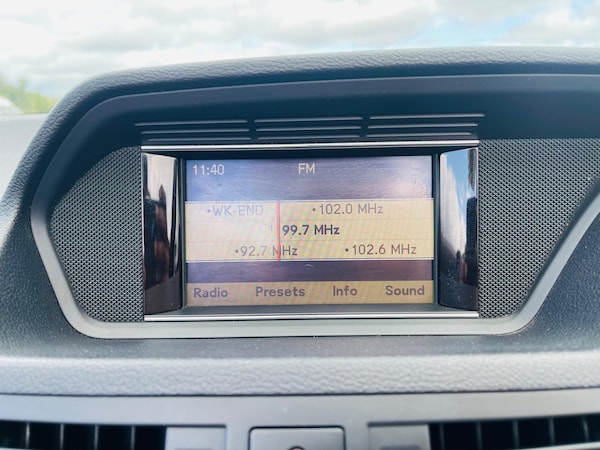 11:40 FM
•WK-END •102.0 MHz
99.7 MHz
•92.7 MHz •102.6 MHz
Radio Presets Info Sound